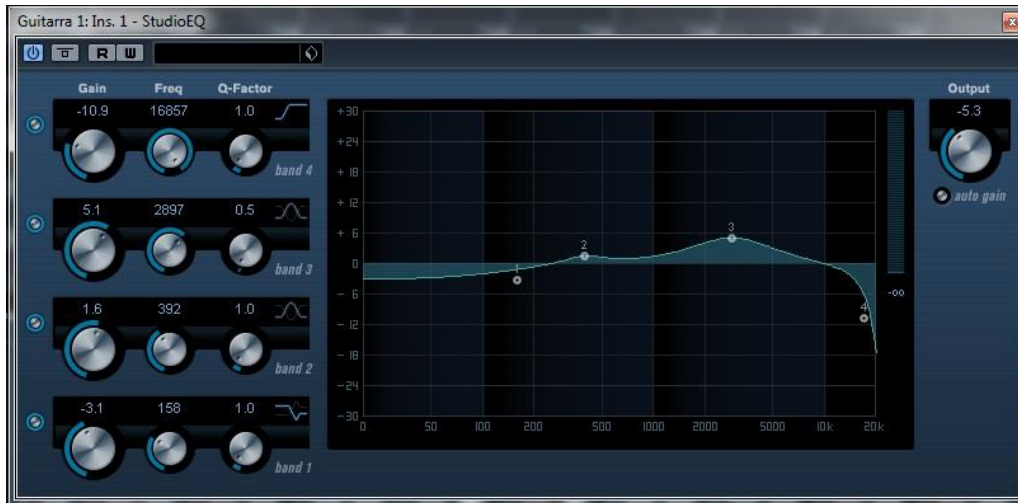 Guitarra 1: Ins. 1 - StudioEQ
R W
Gain Freq Q-Factor
-10.9 16857 1.0
band 4
5.1 2897 0.5
band 3
1.6 392 1.0
band 2
-3.1 158 1.0
band 1
+30
+24
+18
+12
+6
0
-6
-12
-18
-24
-30
1 2 3 4
0 50 100 200 500 1000 2000 5000 10k 20k
-oo
Output
-5.3
auto gain